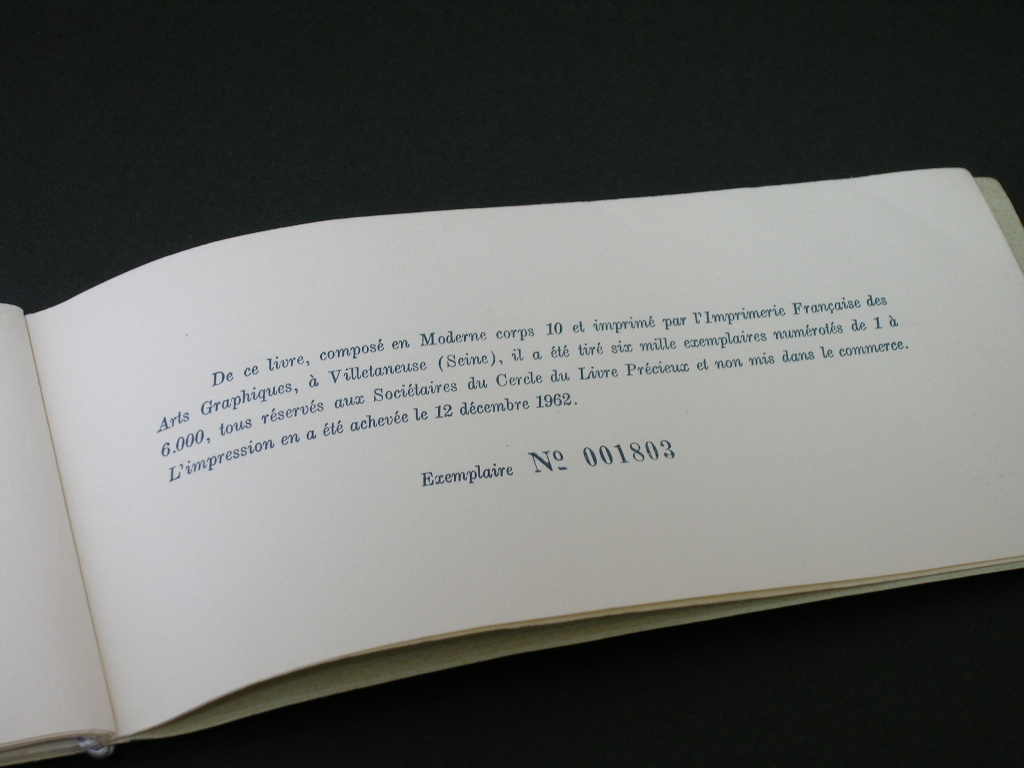 De ce livre, composé en Moderne corps 10 et imprimé par l'Imprimerie Française des
Arts Graphiques, à Villetaneuse (Seine), il a été tiré six mille exemplaires numérotés de 1 à
6.000, tous réservés aux Sociétaires du Cercle du Livre Précieux et non mis dans le commerce.
L'impression en a été achevée le 12 décembre 1962.
Exemplaire Nº 001803